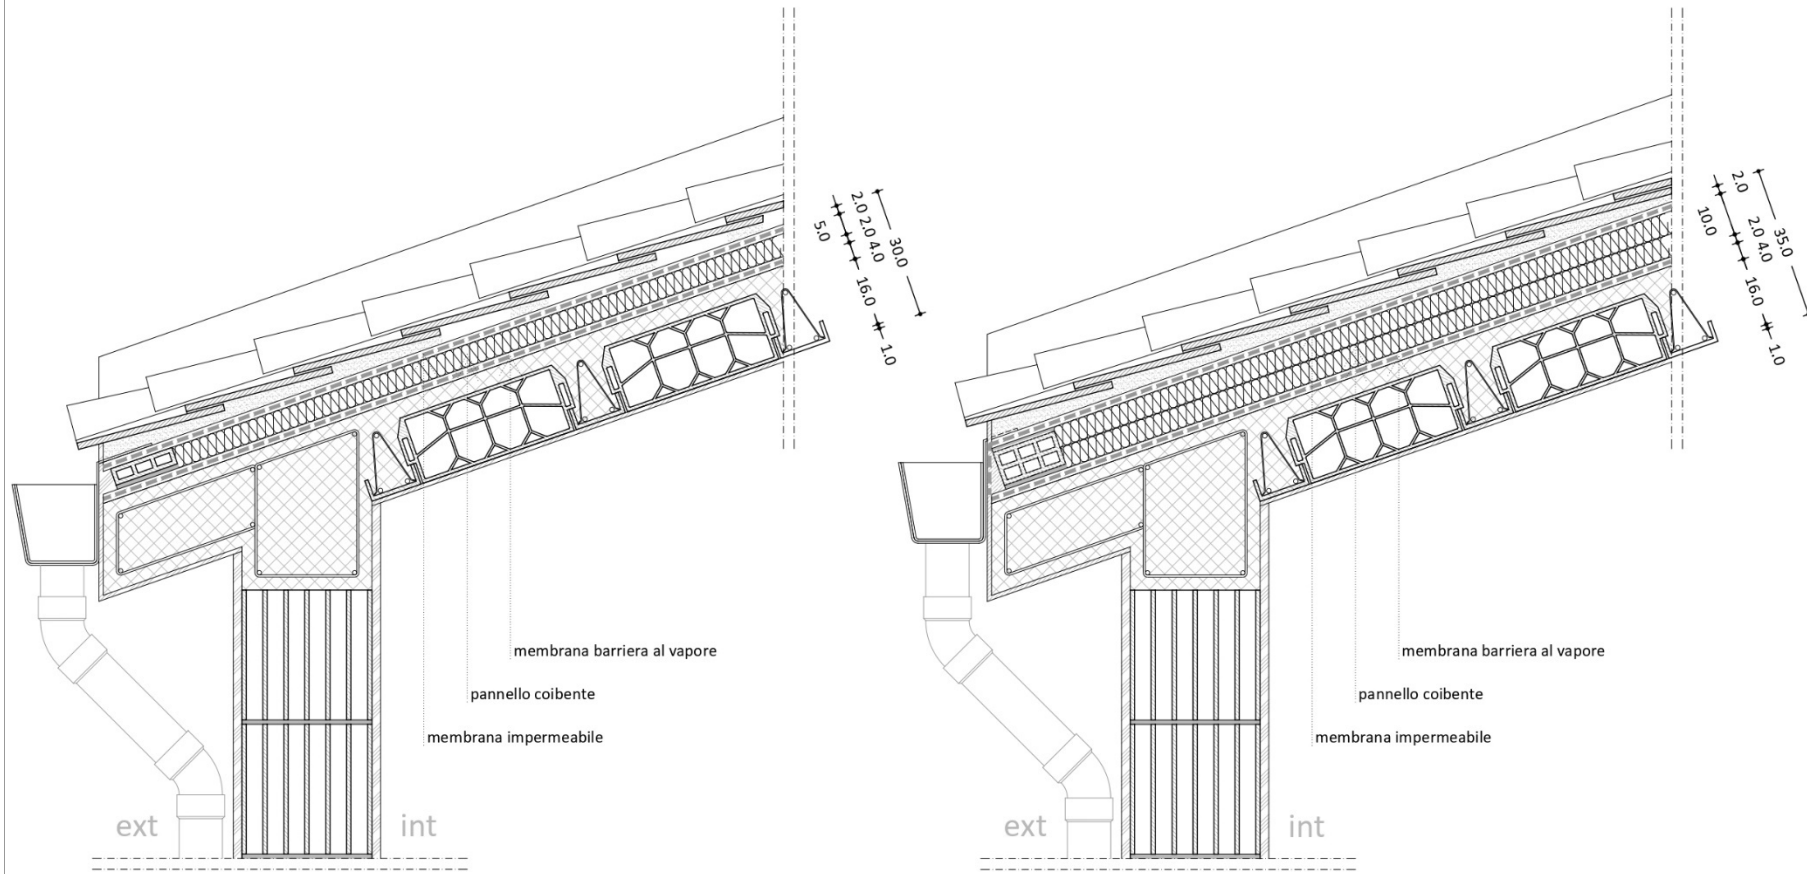 2.0 2.0 4.0
5.0
30.0
16.0
1.0
membrana barriera al vapore
pannello coibente
membrana impermeabile
ext
int
2.0
10.0
2.0 4.0
35.0
16.0
1.0
membrana barriera al vapore
pannello coibente
membrana impermeabile
ext
int